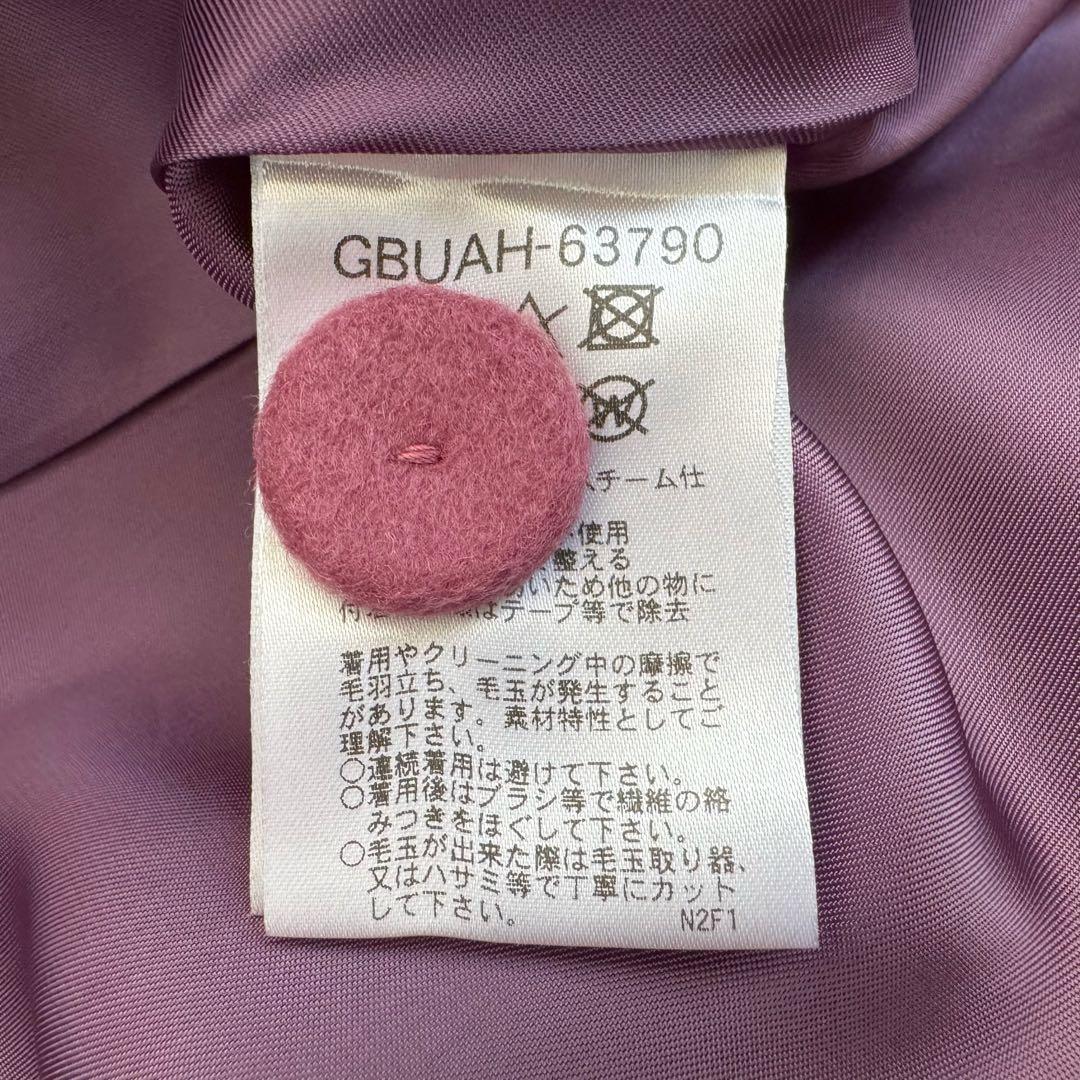 GBUAH-63790
チーム仕
使用
整える
いため他の物に
はテープ等で除去
着用やクリーニング中の摩擦で
毛羽立ち、毛玉が発生すること
があります。素材特性としてご
理解下さい。
○連続着用は避けて下さい。
○着用後はブラシ等で繊維の絡
みつきをほぐして下さい。
○毛玉が出来た際は毛玉取り器、
又はハサミ等で丁寧にカット
して下さい。
N2F1